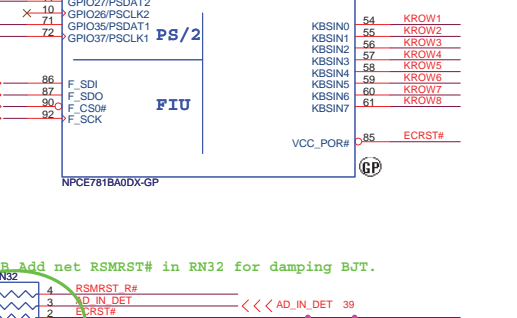 GPIO27/PSDAT2
10 GPIO26/PSCLK2
71 GPIO35/PSDAT1
72 GPIO37/PSCLK1
PS/2
KBSIN0 54 KROW1
KBSIN1 55 KROW2
KBSIN2 56 KROW3
KBSIN3 57 KROW4
KBSIN4 58 KROW5
KBSIN5 59 KROW6
KBSIN6 60 KROW7
KBSIN7 61 KROW8
86 F_SDI
87 F_SDO
90 F_CS0#
92 F_SCK
FIU
VCC_POR# 85 ECRST#
GP
NPCE781BA0DX-GP
B Add net RSMRST# in RN32 for damping BJT.
RN32
4 RSMRST_R#
3 AD_IN_DET
AD_IN_DET 39
2 ECRST#